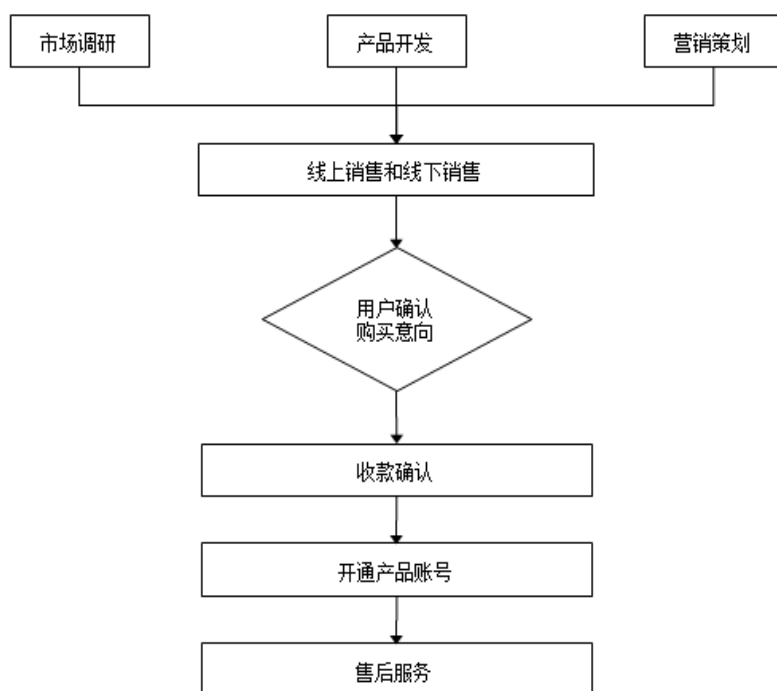 市场调研
产品开发
营销策划
线上销售和线下销售
用户确认
购买意向
收款确认
开通产品账号
售后服务